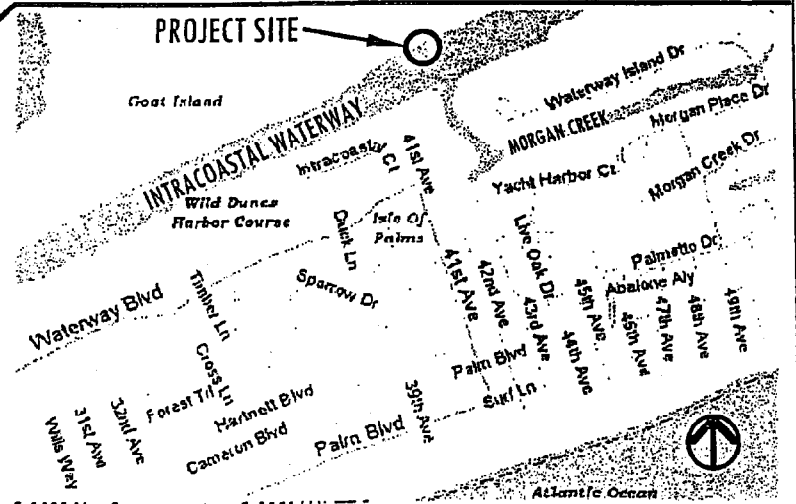 PROJECT SITE
Goat Island
INTRACOASTAL WATERWAY
Waterway Island Dr
MORGAN CREEK
Morgan Place Dr
Intracoastal Ct
41st Ave
Yacht Harbor Ct
Morgan Creek Dr
Wild Dunes
Harbor Course
Quick Ln
Isle Of
Palms
Live Oak Dr
Palmetto Dr
Abalone Aly
Sparrow Dr
Timber Ln
Waterway Blvd
41st Ave
42nd Ave
43rd Ave
44th Ave
45th Ave
46th Ave
47th Ave
48th Ave
49th Ave
Palm Blvd
Surf Ln
Cross Ln
Forest Trl
Hartnett Blvd
Cameron Blvd
Palm Blvd
39th Ave
32nd Ave
31st Ave
Wills Way
Atlantic Ocean